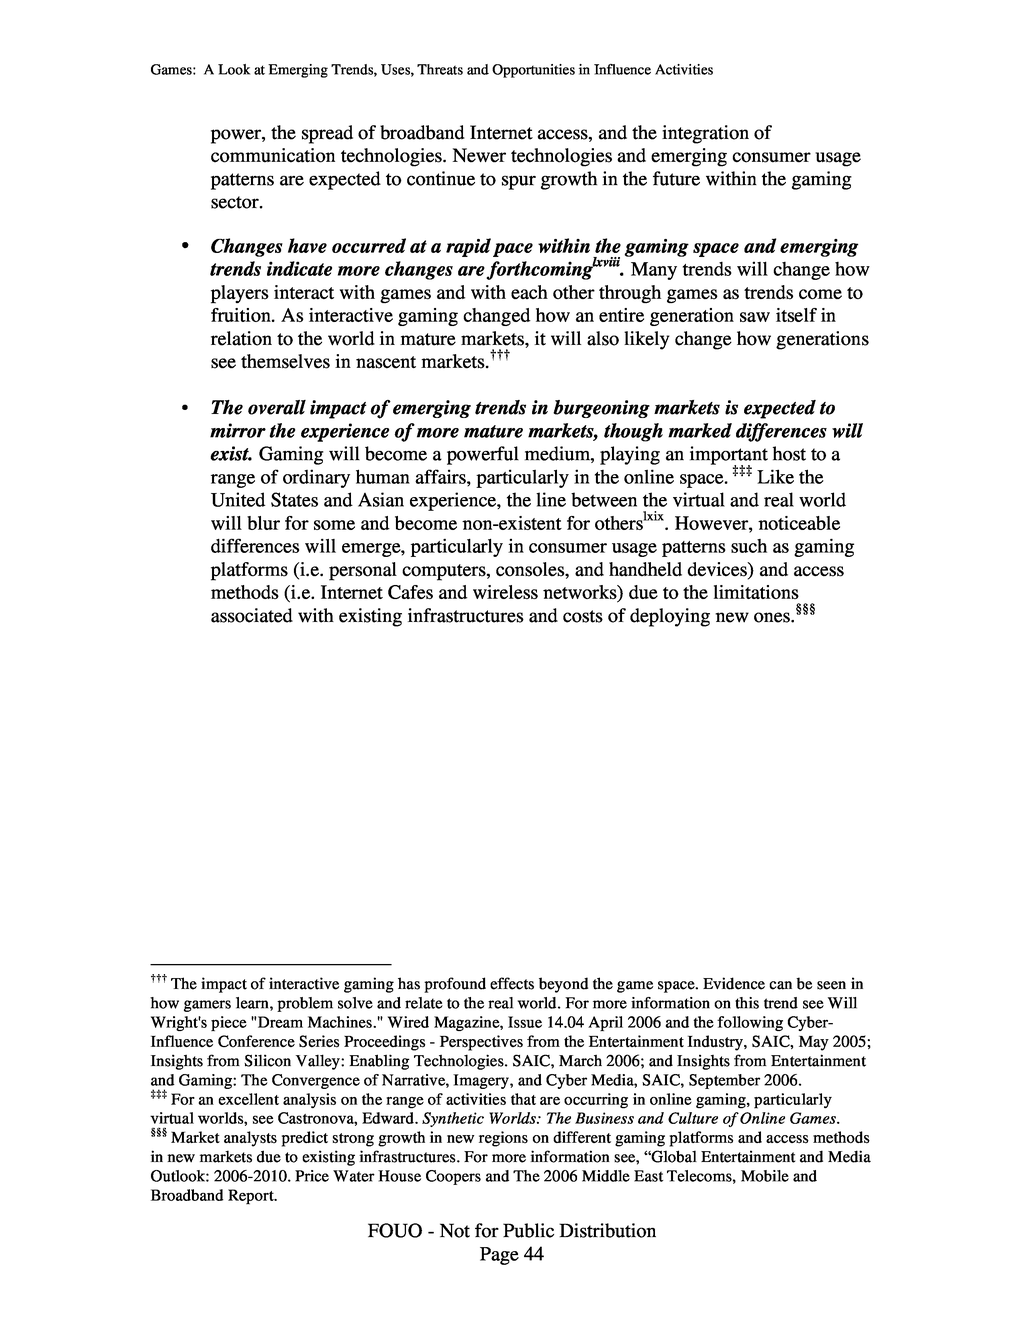 Games:  A Look at Emerging Trends, Uses, Threats and Opportunities in Influence Activities
power, the spread of broadband Internet access, and the integration of
communication technologies. Newer technologies and emerging consumer usage
patterns are expected to continue to spur growth in the future within the gaming
sector.
• Changes have occurred at a rapid pace within the gaming space and emerging
trends indicate more changes are forthcoming^lxviii. Many trends will change how
players interact with games and with each other through games as trends come to
fruition. As interactive gaming changed how an entire generation saw itself in
relation to the world in mature markets, it will also likely change how generations
see themselves in nascent markets.†††
• The overall impact of emerging trends in burgeoning markets is expected to
mirror the experience of more mature markets, though marked differences will
exist. Gaming will become a powerful medium, playing an important host to a
range of ordinary human affairs, particularly in the online space. ‡‡‡ Like the
United States and Asian experience, the line between the virtual and real world
will blur for some and become non-existent for others^lxix. However, noticeable
differences will emerge, particularly in consumer usage patterns such as gaming
platforms (i.e. personal computers, consoles, and handheld devices) and access
methods (i.e. Internet Cafes and wireless networks) due to the limitations
associated with existing infrastructures and costs of deploying new ones.§§§
††† The impact of interactive gaming has profound effects beyond the game space. Evidence can be seen in
how gamers learn, problem solve and relate to the real world. For more information on this trend see Will
Wright's piece "Dream Machines." Wired Magazine, Issue 14.04 April 2006 and the following Cyber-
Influence Conference Series Proceedings - Perspectives from the Entertainment Industry, SAIC, May 2005;
Insights from Silicon Valley: Enabling Technologies. SAIC, March 2006; and Insights from Entertainment
and Gaming: The Convergence of Narrative, Imagery, and Cyber Media, SAIC, September 2006.
‡‡‡ For an excellent analysis on the range of activities that are occurring in online gaming, particularly
virtual worlds, see Castronova, Edward. Synthetic Worlds: The Business and Culture of Online Games.
§§§ Market analysts predict strong growth in new regions on different gaming platforms and access methods
in new markets due to existing infrastructures. For more information see, “Global Entertainment and Media
Outlook: 2006-2010. Price Water House Coopers and The 2006 Middle East Telecoms, Mobile and
Broadband Report.
FOUO - Not for Public Distribution
Page 44